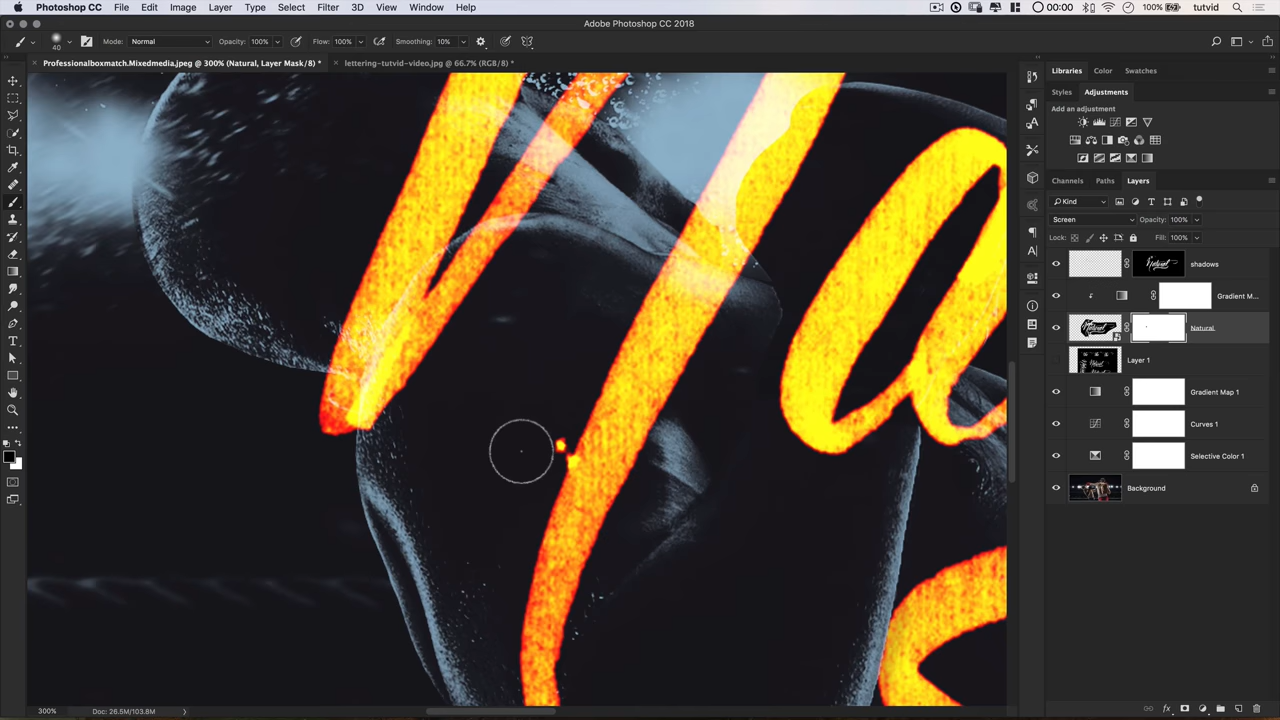 Photoshop CC File Edit Image Layer Type Select Filter 3D View Window Help 00:00 100% tutvid
Adobe Photoshop CC 2018
40 Mode: Normal Opacity: 100% Flow: 100% Smoothing: 10%
Professionalboxmatch.Mixedmedia.jpeg @ 300% (Natural, Layer Mask/8) * lettering-tutvid-video.jpg @ 66.7% (RGB/8) *
Libraries Color Swatches
Styles Adjustments
Add an adjustment
Channels Paths Layers
Kind
Screen Opacity: 100%
Lock: Fill: 100%
shadows
Gradient M...
Natural
Layer 1
Gradient Map 1
Curves 1
Selective Color 1
Background
300% Doc: 26.5M/103.8M